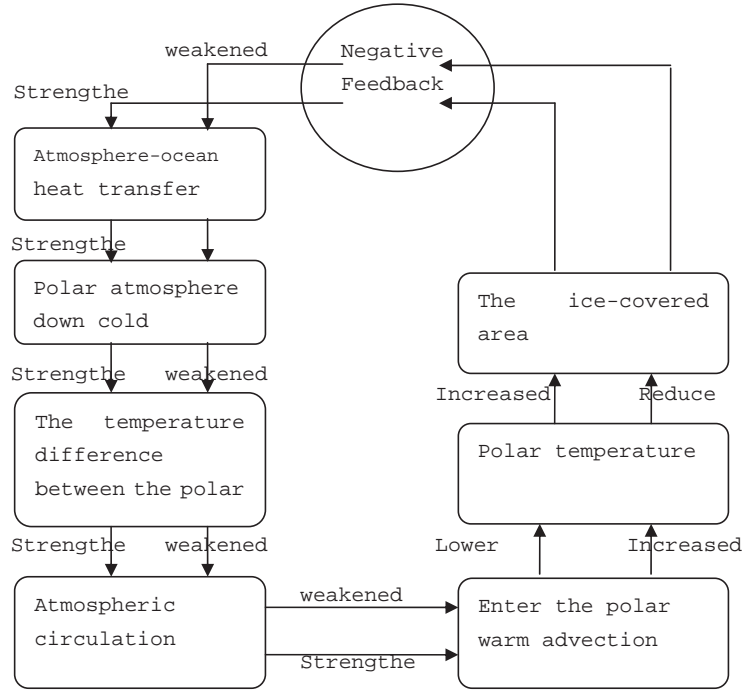 weakened
Negative
Feedback
Strengthe
Atmosphere-ocean
heat transfer
Strengthe
Polar atmosphere
down cold
Strengthe weakened
The temperature
difference
between the polar
Strengthe weakened
Atmospheric
circulation
weakened
Strengthe
The ice-covered
area
Increased Reduce
Polar temperature
Lower Increased
Enter the polar
warm advection